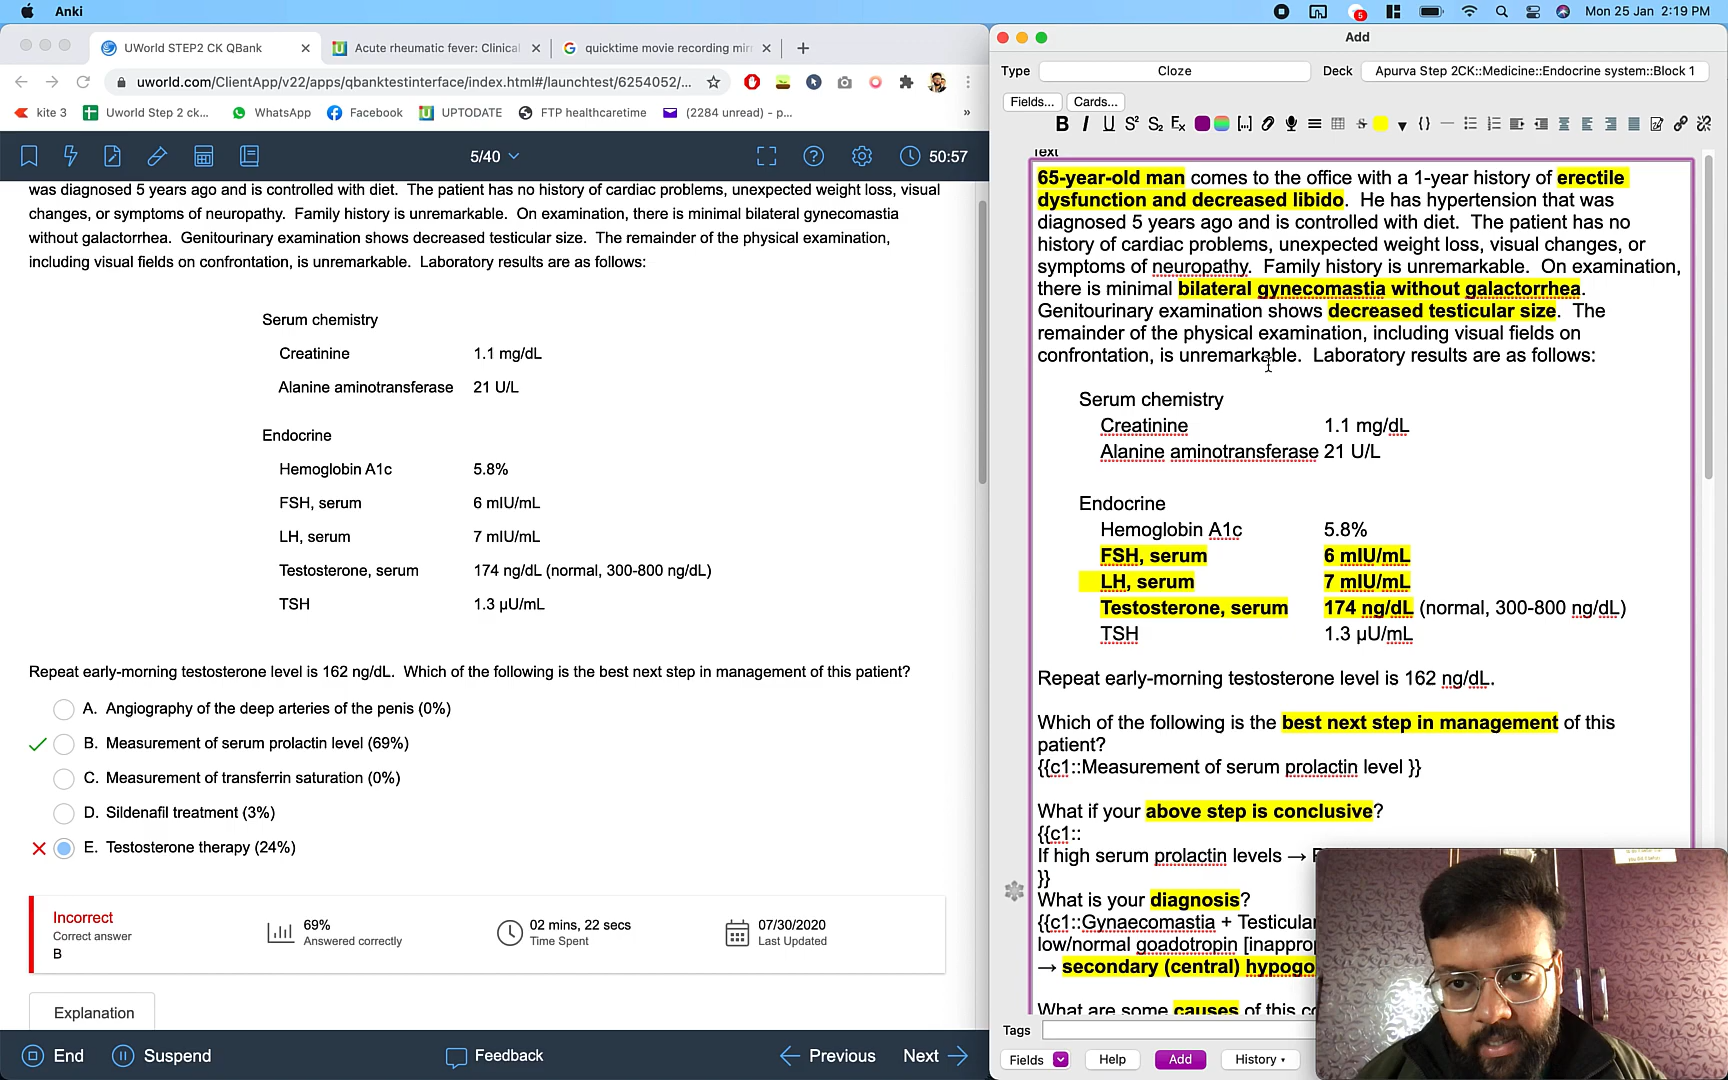 Anki
5
Mon 25 Jan 2:19 PM
UWorld STEP2 CK QBank
Acute rheumatic fever: Clinical
quicktime movie recording mirr
uworld.com/ClientApp/v22/apps/qbanktestinterface/index.html#/launchtest/6254052/...
kite 3
Uworld Step 2 ck...
WhatsApp
Facebook
UPTODATE
FTP healthcaretime
(2284 unread) - p...
»
5/40
50:57
was diagnosed 5 years ago and is controlled with diet. The patient has no history of cardiac problems, unexpected weight loss, visual
changes, or symptoms of neuropathy. Family history is unremarkable. On examination, there is minimal bilateral gynecomastia
without galactorrhea. Genitourinary examination shows decreased testicular size. The remainder of the physical examination,
including visual fields on confrontation, is unremarkable. Laboratory results are as follows:
Serum chemistry
Creatinine 1.1 mg/dL
Alanine aminotransferase 21 U/L
Endocrine
Hemoglobin A1c 5.8%
FSH, serum 6 mIU/mL
LH, serum 7 mIU/mL
Testosterone, serum 174 ng/dL (normal, 300-800 ng/dL)
TSH 1.3 µU/mL
Repeat early-morning testosterone level is 162 ng/dL. Which of the following is the best next step in management of this patient?
A. Angiography of the deep arteries of the penis (0%)
B. Measurement of serum prolactin level (69%)
C. Measurement of transferrin saturation (0%)
D. Sildenafil treatment (3%)
E. Testosterone therapy (24%)
Incorrect
Correct answer
B
69%
Answered correctly
02 mins, 22 secs
Time Spent
07/30/2020
Last Updated
Explanation
End
Suspend
Feedback
Previous
Next
Add
Type
Cloze
Deck
Apurva Step 2CK::Medicine::Endocrine system::Block 1
Fields...
Cards...
Text
65-year-old man comes to the office with a 1-year history of erectile
dysfunction and decreased libido. He has hypertension that was
diagnosed 5 years ago and is controlled with diet. The patient has no
history of cardiac problems, unexpected weight loss, visual changes, or
symptoms of neuropathy. Family history is unremarkable. On examination,
there is minimal bilateral gynecomastia without galactorrhea.
Genitourinary examination shows decreased testicular size. The
remainder of the physical examination, including visual fields on
confrontation, is unremarkable. Laboratory results are as follows:
Serum chemistry
Creatinine 1.1 mg/dL
Alanine aminotransferase 21 U/L
Endocrine
Hemoglobin A1c 5.8%
FSH, serum 6 mIU/mL
LH, serum 7 mIU/mL
Testosterone, serum 174 ng/dL (normal, 300-800 ng/dL)
TSH 1.3 µU/mL
Repeat early-morning testosterone level is 162 ng/dL.
Which of the following is the best next step in management of this
patient?
{{c1::Measurement of serum prolactin level }}
What if your above step is conclusive?
{{c1::
If high serum prolactin levels →
}}
What is your diagnosis?
{{c1::Gynaecomastia + Testicular
low/normal goadotropin [inappro
→ secondary (central) hypogo
What are some causes of this
Tags
Fields
Help
Add
History